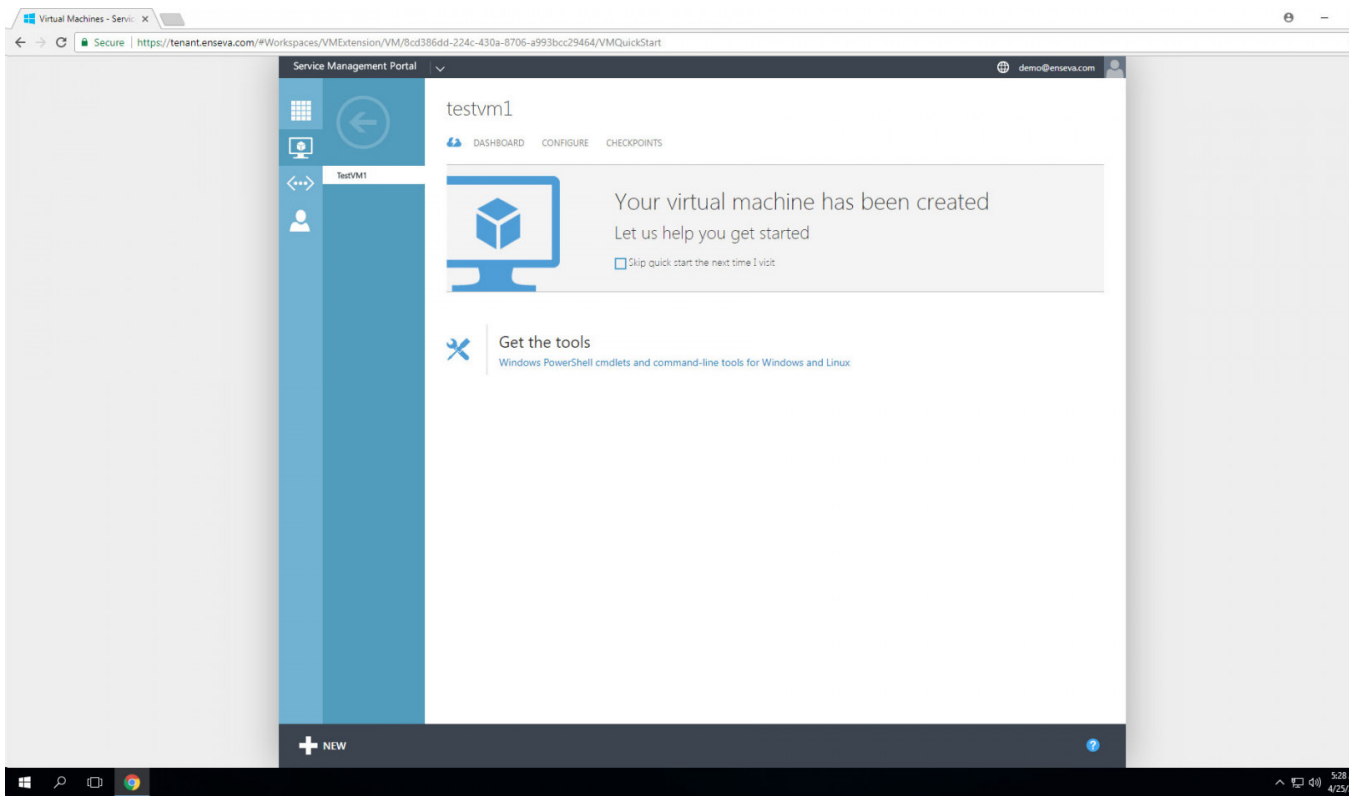 Virtual Machines - Servic
Secure | https://tenant.enseva.com/#Workspaces/VMExtension/VM/8cd386dd-224c-430a-8706-a993bcc29464/VMQuickStart
Service Management Portal
demo@enseva.com
testvm1
DASHBOARD CONFIGURE CHECKPOINTS
TestVM1
Your virtual machine has been created
Let us help you get started
Skip quick start the next time I visit
Get the tools
Windows PowerShell cmdlets and command-line tools for Windows and Linux
NEW
?
5:28
4/25/